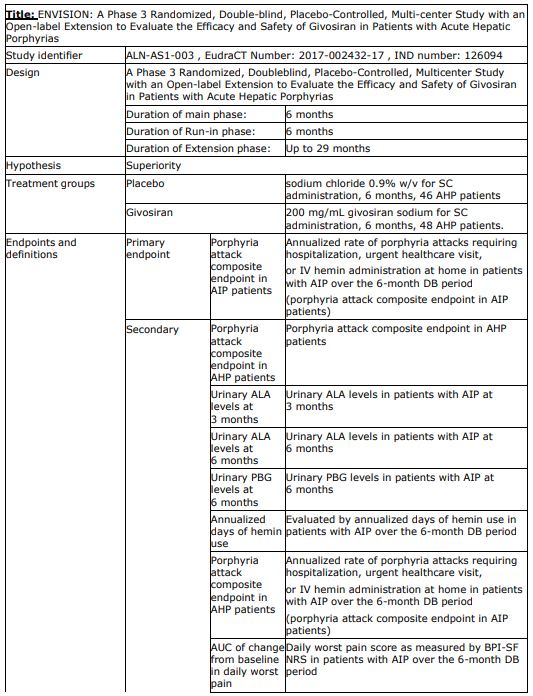 Title: ENVISION: A Phase 3 Randomized, Double-blind, Placebo-Controlled, Multi-center Study with an
Open-label Extension to Evaluate the Efficacy and Safety of Givosiran in Patients with Acute Hepatic
Porphyrias
Study identifier
ALN-AS1-003 , EudraCT Number: 2017-002432-17 , IND number: 126094
Design
A Phase 3 Randomized, Doubleblind, Placebo-Controlled, Multicenter Study
with an Open-label Extension to Evaluate the Efficacy and Safety of Givosiran
in Patients with Acute Hepatic Porphyrias
Duration of main phase:
6 months
Duration of Run-in phase:
6 months
Duration of Extension phase:
Up to 29 months
Hypothesis
Superiority
Treatment groups
Placebo
sodium chloride 0.9% w/v for SC
administration, 6 months, 46 AHP patients
Givosiran
200 mg/mL givosiran sodium for SC
administration, 6 months, 48 AHP patients.
Endpoints and
definitions
Primary
endpoint
Porphyria
attack
composite
endpoint in
AIP patients
Annualized rate of porphyria attacks requiring
hospitalization, urgent healthcare visit,
or IV hemin administration at home in patients
with AIP over the 6-month DB period
(porphyria attack composite endpoint in AIP
patients)
Secondary
Porphyria
attack
composite
endpoint in
AHP patients
Porphyria attack composite endpoint in AHP
patients
Urinary ALA
levels at
3 months
Urinary ALA levels in patients with AIP at
3 months
Urinary ALA
levels at
6 months
Urinary ALA levels in patients with AIP at
6 months
Urinary PBG
levels at
6 months
Urinary PBG levels in patients with AIP at
6 months
Annualized
days of hemin
use
Evaluated by annualized days of hemin use in
patients with AIP over the 6-month DB period
Porphyria
attack
composite
endpoint in
AHP patients
Annualized rate of porphyria attacks requiring
hospitalization, urgent healthcare visit,
or IV hemin administration at home in patients
with AIP over the 6-month DB period
(porphyria attack composite endpoint in AIP
patients)
AUC of change
from baseline
in daily worst
pain
Daily worst pain score as measured by BPI-SF
NRS in patients with AIP over the 6-month DB
period